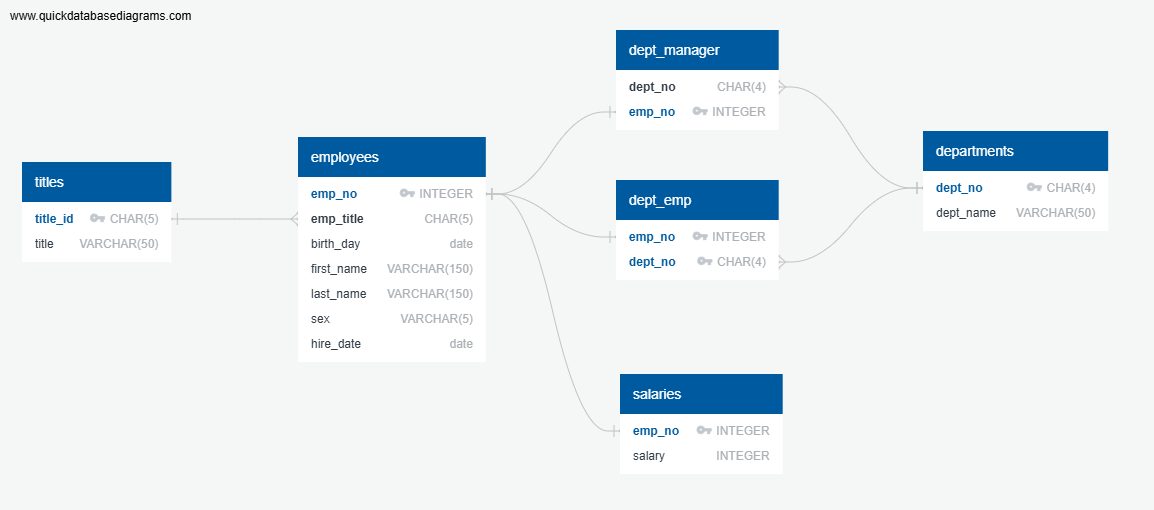 www.quickdatabasediagrams.com
titles
title_id CHAR(5)
title VARCHAR(50)
employees
emp_no INTEGER
emp_title CHAR(5)
birth_day date
first_name VARCHAR(150)
last_name VARCHAR(150)
sex VARCHAR(5)
hire_date date
dept_manager
dept_no CHAR(4)
emp_no INTEGER
dept_emp
emp_no INTEGER
dept_no CHAR(4)
salaries
emp_no INTEGER
salary INTEGER
departments
dept_no CHAR(4)
dept_name VARCHAR(50)